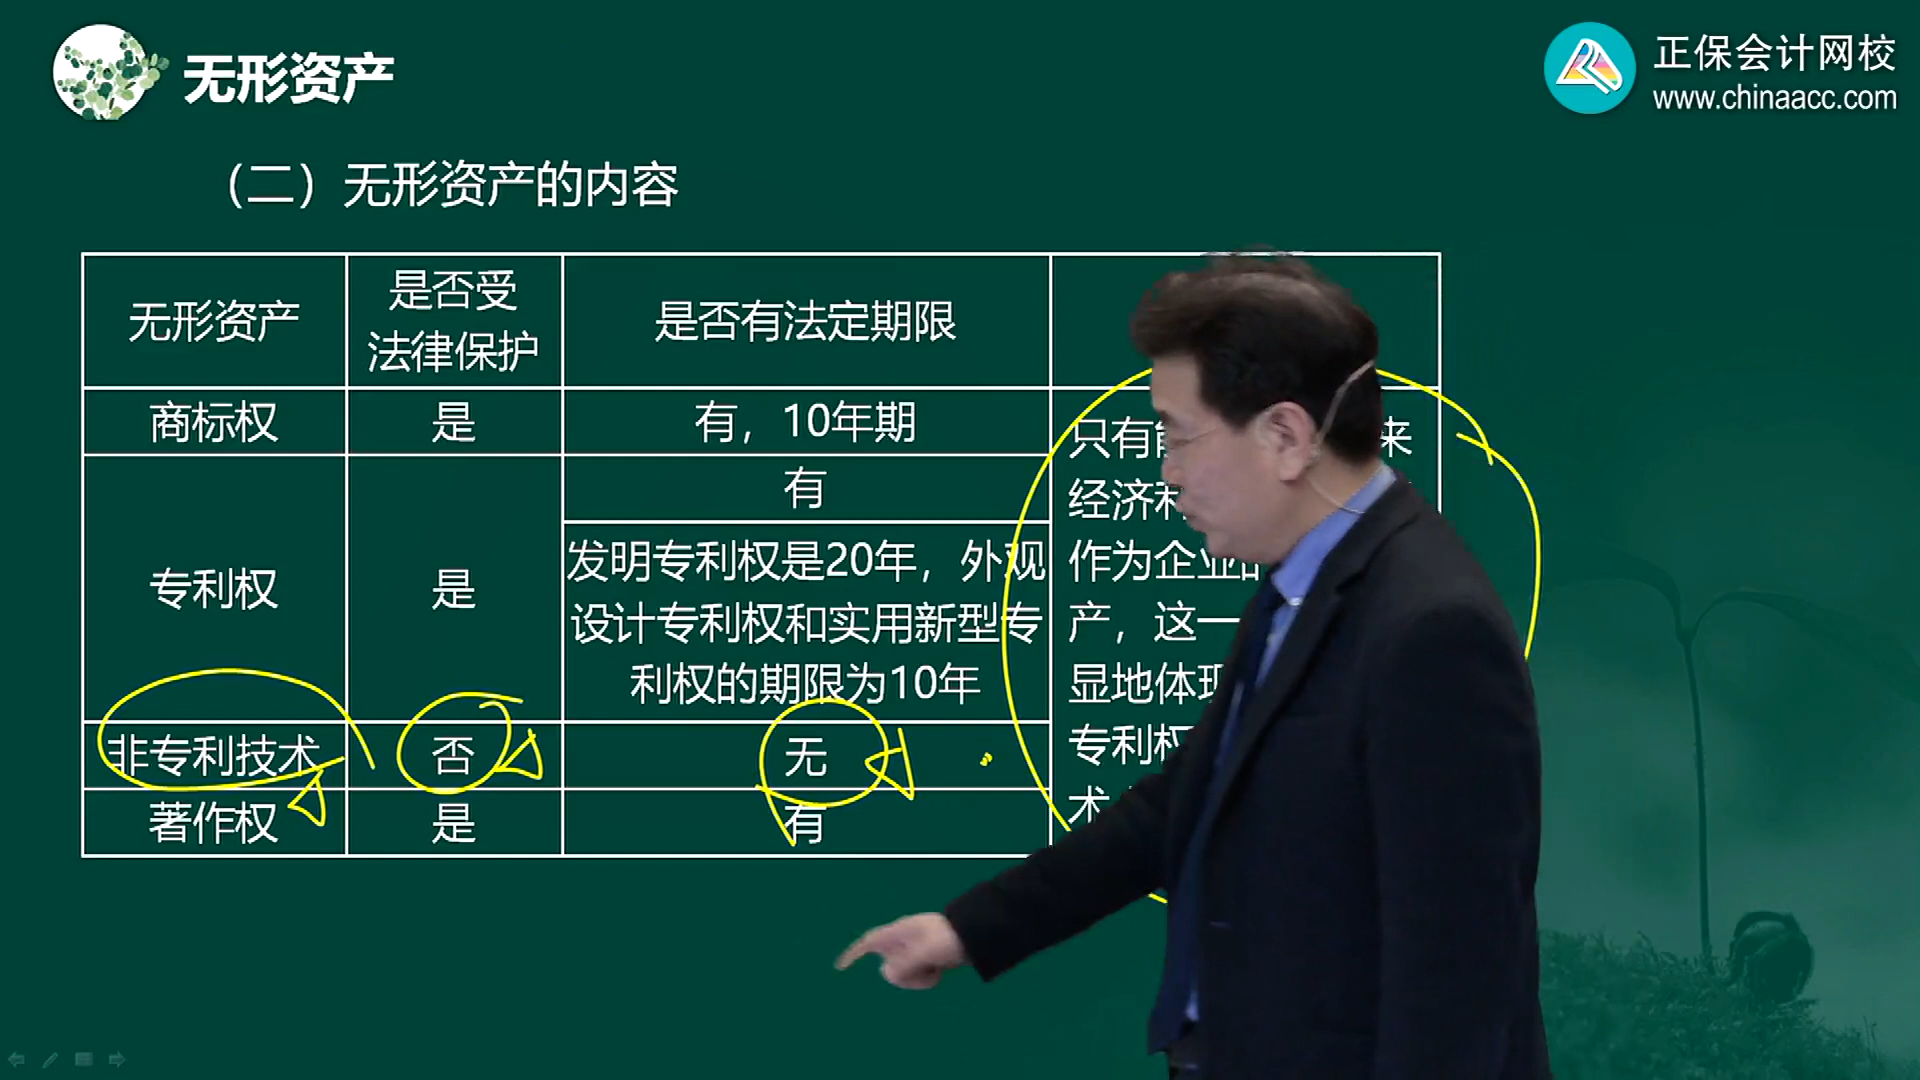 无形资产
正保会计网校
www.chinaacc.com
（二）无形资产的内容
无形资产
是否受
法律保护
是否有法定期限
商标权
是
有，10年期
专利权
是
有
发明专利权是20年，外观
设计专利权和实用新型专
利权的期限为10年
非专利技术
否
无
著作权
是
有
只有
来
经济
作为企业
产，这一
显地体
专利
术